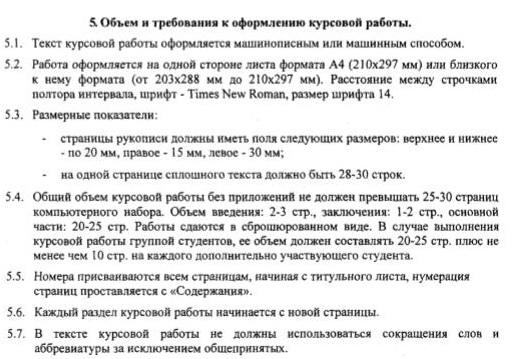 5. Объем и требования к оформлению курсовой работы.
5.1. Текст курсовой работы оформляется машинописным или машинным способом.
5.2. Работа оформляется на одной стороне листа формата А4 (210х297 мм) или близкого
к нему формата (от 203х288 мм до 210х297 мм). Расстояние между строчками
полтора интервала, шрифт - Times New Roman, размер шрифта 14.
5.3. Размерные показатели:
- страницы рукописи должны иметь поля следующих размеров: верхнее и нижнее
- по 20 мм, правое - 15 мм, левое - 30 мм;
- на одной странице сплошного текста должно быть 28-30 строк.
5.4. Общий объем курсовой работы без приложений не должен превышать 25-30 страниц
компьютерного набора. Объем введения: 2-3 стр., заключения: 1-2 стр., основной
части: 20-25 стр. Работы сдаются в сброшюрованном виде. В случае выполнения
курсовой работы группой студентов, ее объем должен составлять 20-25 стр. плюс не
менее чем 10 стр. на каждого дополнительно участвующего студента.
5.5. Номера присваиваются всем страницам, начиная с титульного листа, нумерация
страниц проставляется с «Содержания».
5.6. Каждый раздел курсовой работы начинается с новой страницы.
5.7. В тексте курсовой работы не должны использоваться сокращения слов и
аббревиатуры за исключением общепринятых.